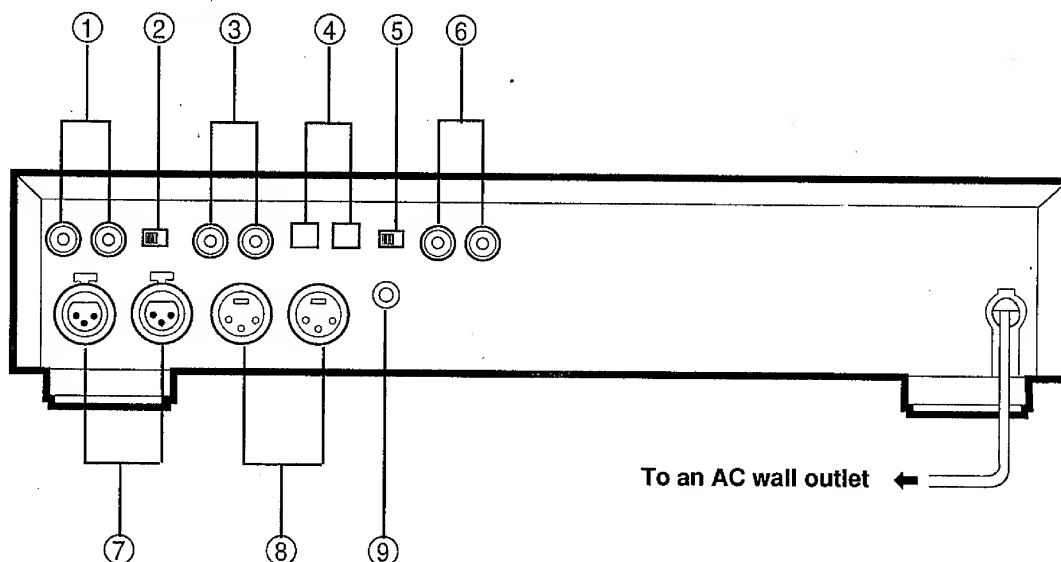 ① ② ③ ④ ⑤ ⑥
To an AC wall outlet
⑦ ⑧ ⑨